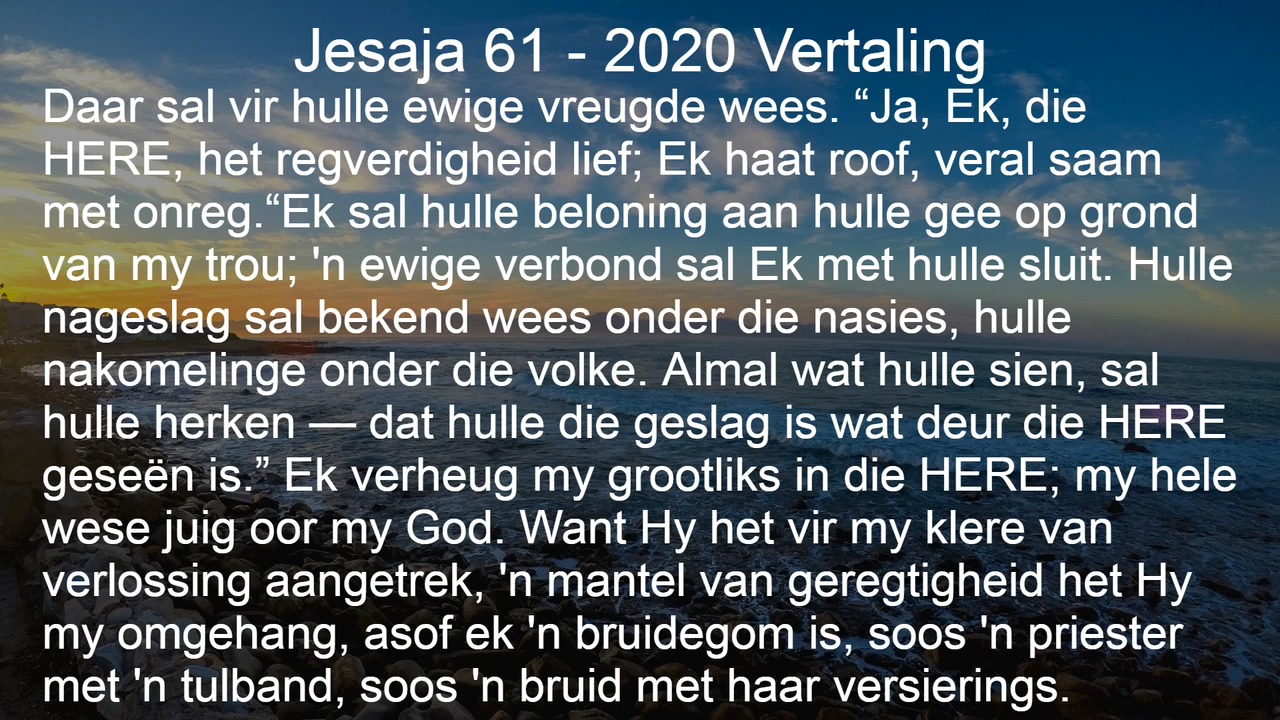 Jesaja 61 - 2020 Vertaling
Daar sal vir hulle ewige vreugde wees. “Ja, Ek, die
HERE, het regverdigheid lief; Ek haat roof, veral saam
met onreg.“Ek sal hulle beloning aan hulle gee op grond
van my trou; 'n ewige verbond sal Ek met hulle sluit. Hulle
nageslag sal bekend wees onder die nasies, hulle
nakomelinge onder die volke. Almal wat hulle sien, sal
hulle herken — dat hulle die geslag is wat deur die HERE
geseën is.” Ek verheug my grootliks in die HERE; my hele
wese juig oor my God. Want Hy het vir my klere van
verlossing aangetrek, 'n mantel van geregtigheid het Hy
my omgehang, asof ek 'n bruidegom is, soos 'n priester
met 'n tulband, soos 'n bruid met haar versierings.